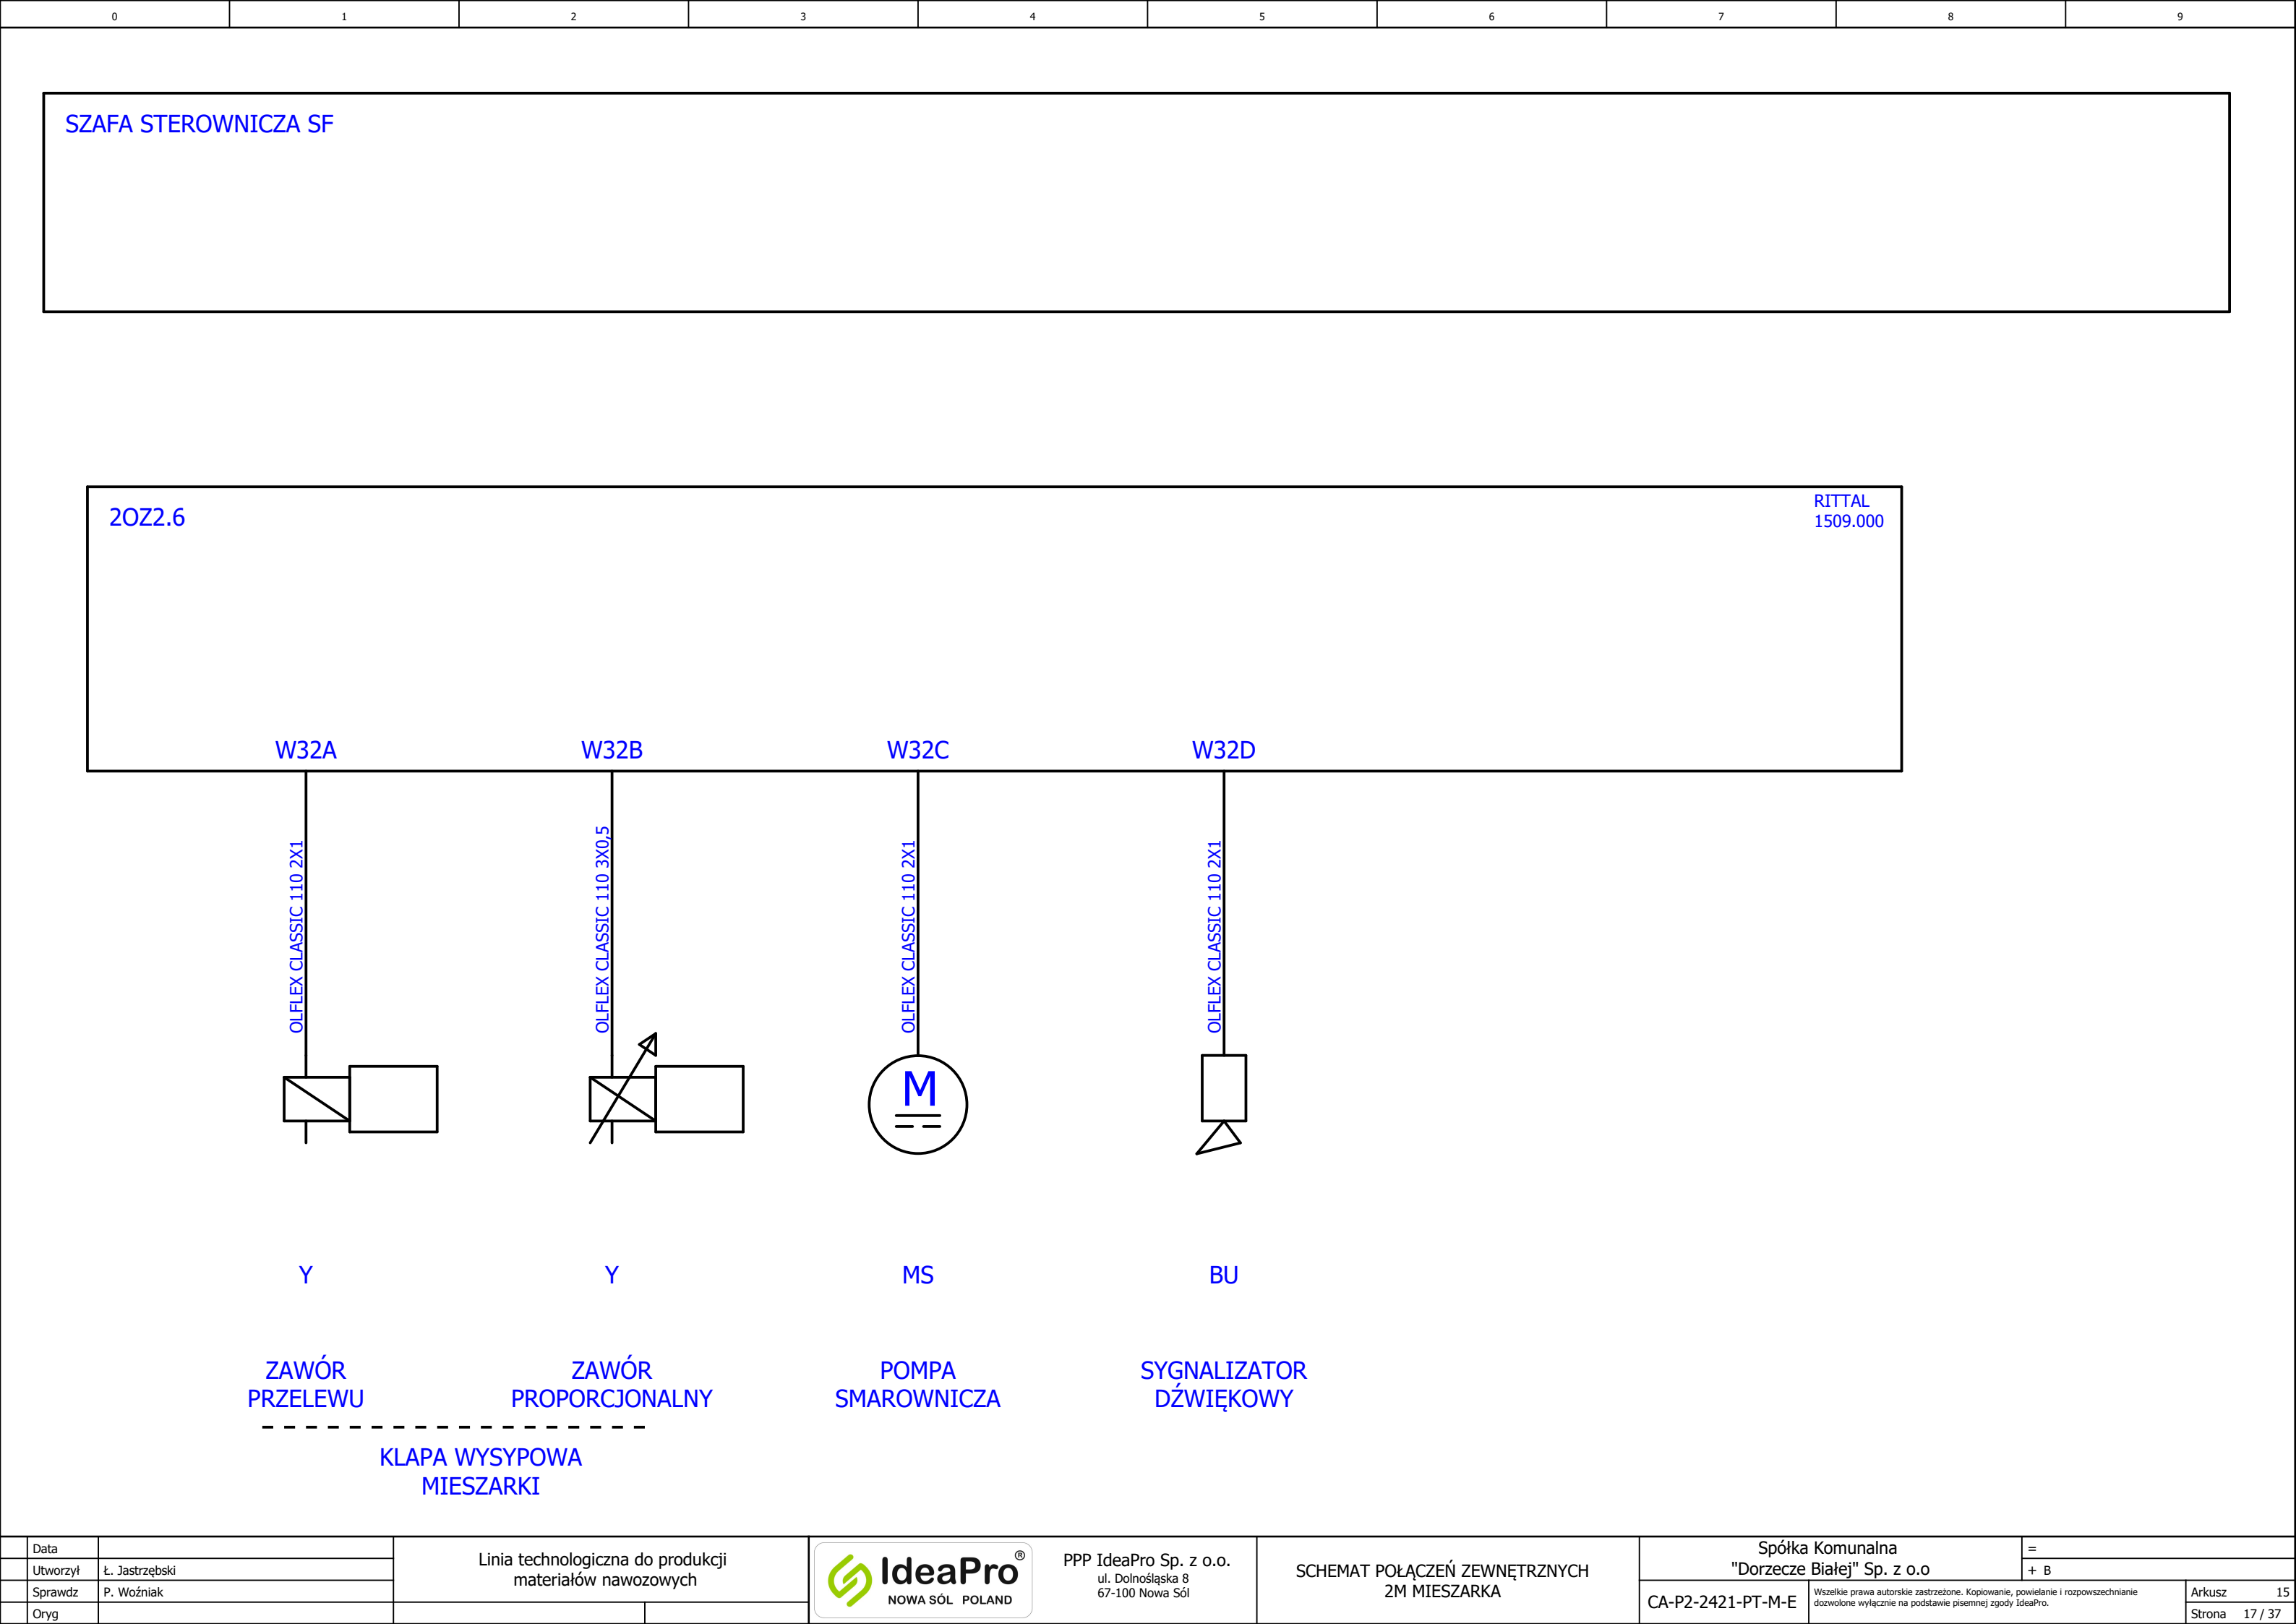 0 1 2 3 4 5 6 7 8 9
SZAFA STEROWNICZA SF
2OZ2.6
RITTAL
1509.000
W32A W32B W32C W32D
OLFLEX CLASSIC 110 2X1
OLFLEX CLASSIC 110 3X0,5
OLFLEX CLASSIC 110 2X1
OLFLEX CLASSIC 110 2X1
M
Y Y MS BU
ZAWÓR
PRZELEWU
ZAWÓR
PROPORCJONALNY
POMPA
SMAROWNICZA
SYGNALIZATOR
DŹWIĘKOWY
KLAPA WYSYPOWA
MIESZARKI
Data
Utworzył Ł. Jastrzębski
Sprawdz P. Woźniak
Oryg
Linia technologiczna do produkcji
materiałów nawozowych
IdeaPro®
NOWA SÓL POLAND
PPP IdeaPro Sp. z o.o.
ul. Dolnośląska 8
67-100 Nowa Sól
SCHEMAT POŁĄCZEŃ ZEWNĘTRZNYCH
2M MIESZARKA
Spółka Komunalna
"Dorzecze Białej" Sp. z o.o
=
+ B
CA-P2-2421-PT-M-E
Wszelkie prawa autorskie zastrzeżone. Kopiowanie, powielanie i rozpowszechnianie
dozwolone wyłącznie na podstawie pisemnej zgody IdeaPro.
Arkusz 15
Strona 17 / 37